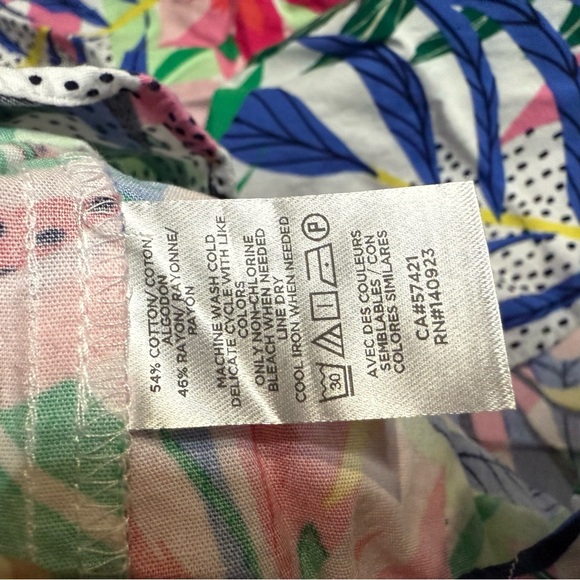 54% COTTON/COTON/
ALGODON
46% RAYON/RAYONNE/
RAYON
MACHINE WASH COLD
DELICATE CYCLE WITH LIKE
COLORS
ONLY NON-CHLORINE
BLEACH WHEN NEEDED
LINE DRY
COOL IRON WHEN NEEDED
30 P
AVEC DES COULEURS
SEMBLABLES / CON
COLORES SIMILARES
CA#57421
RN#140923